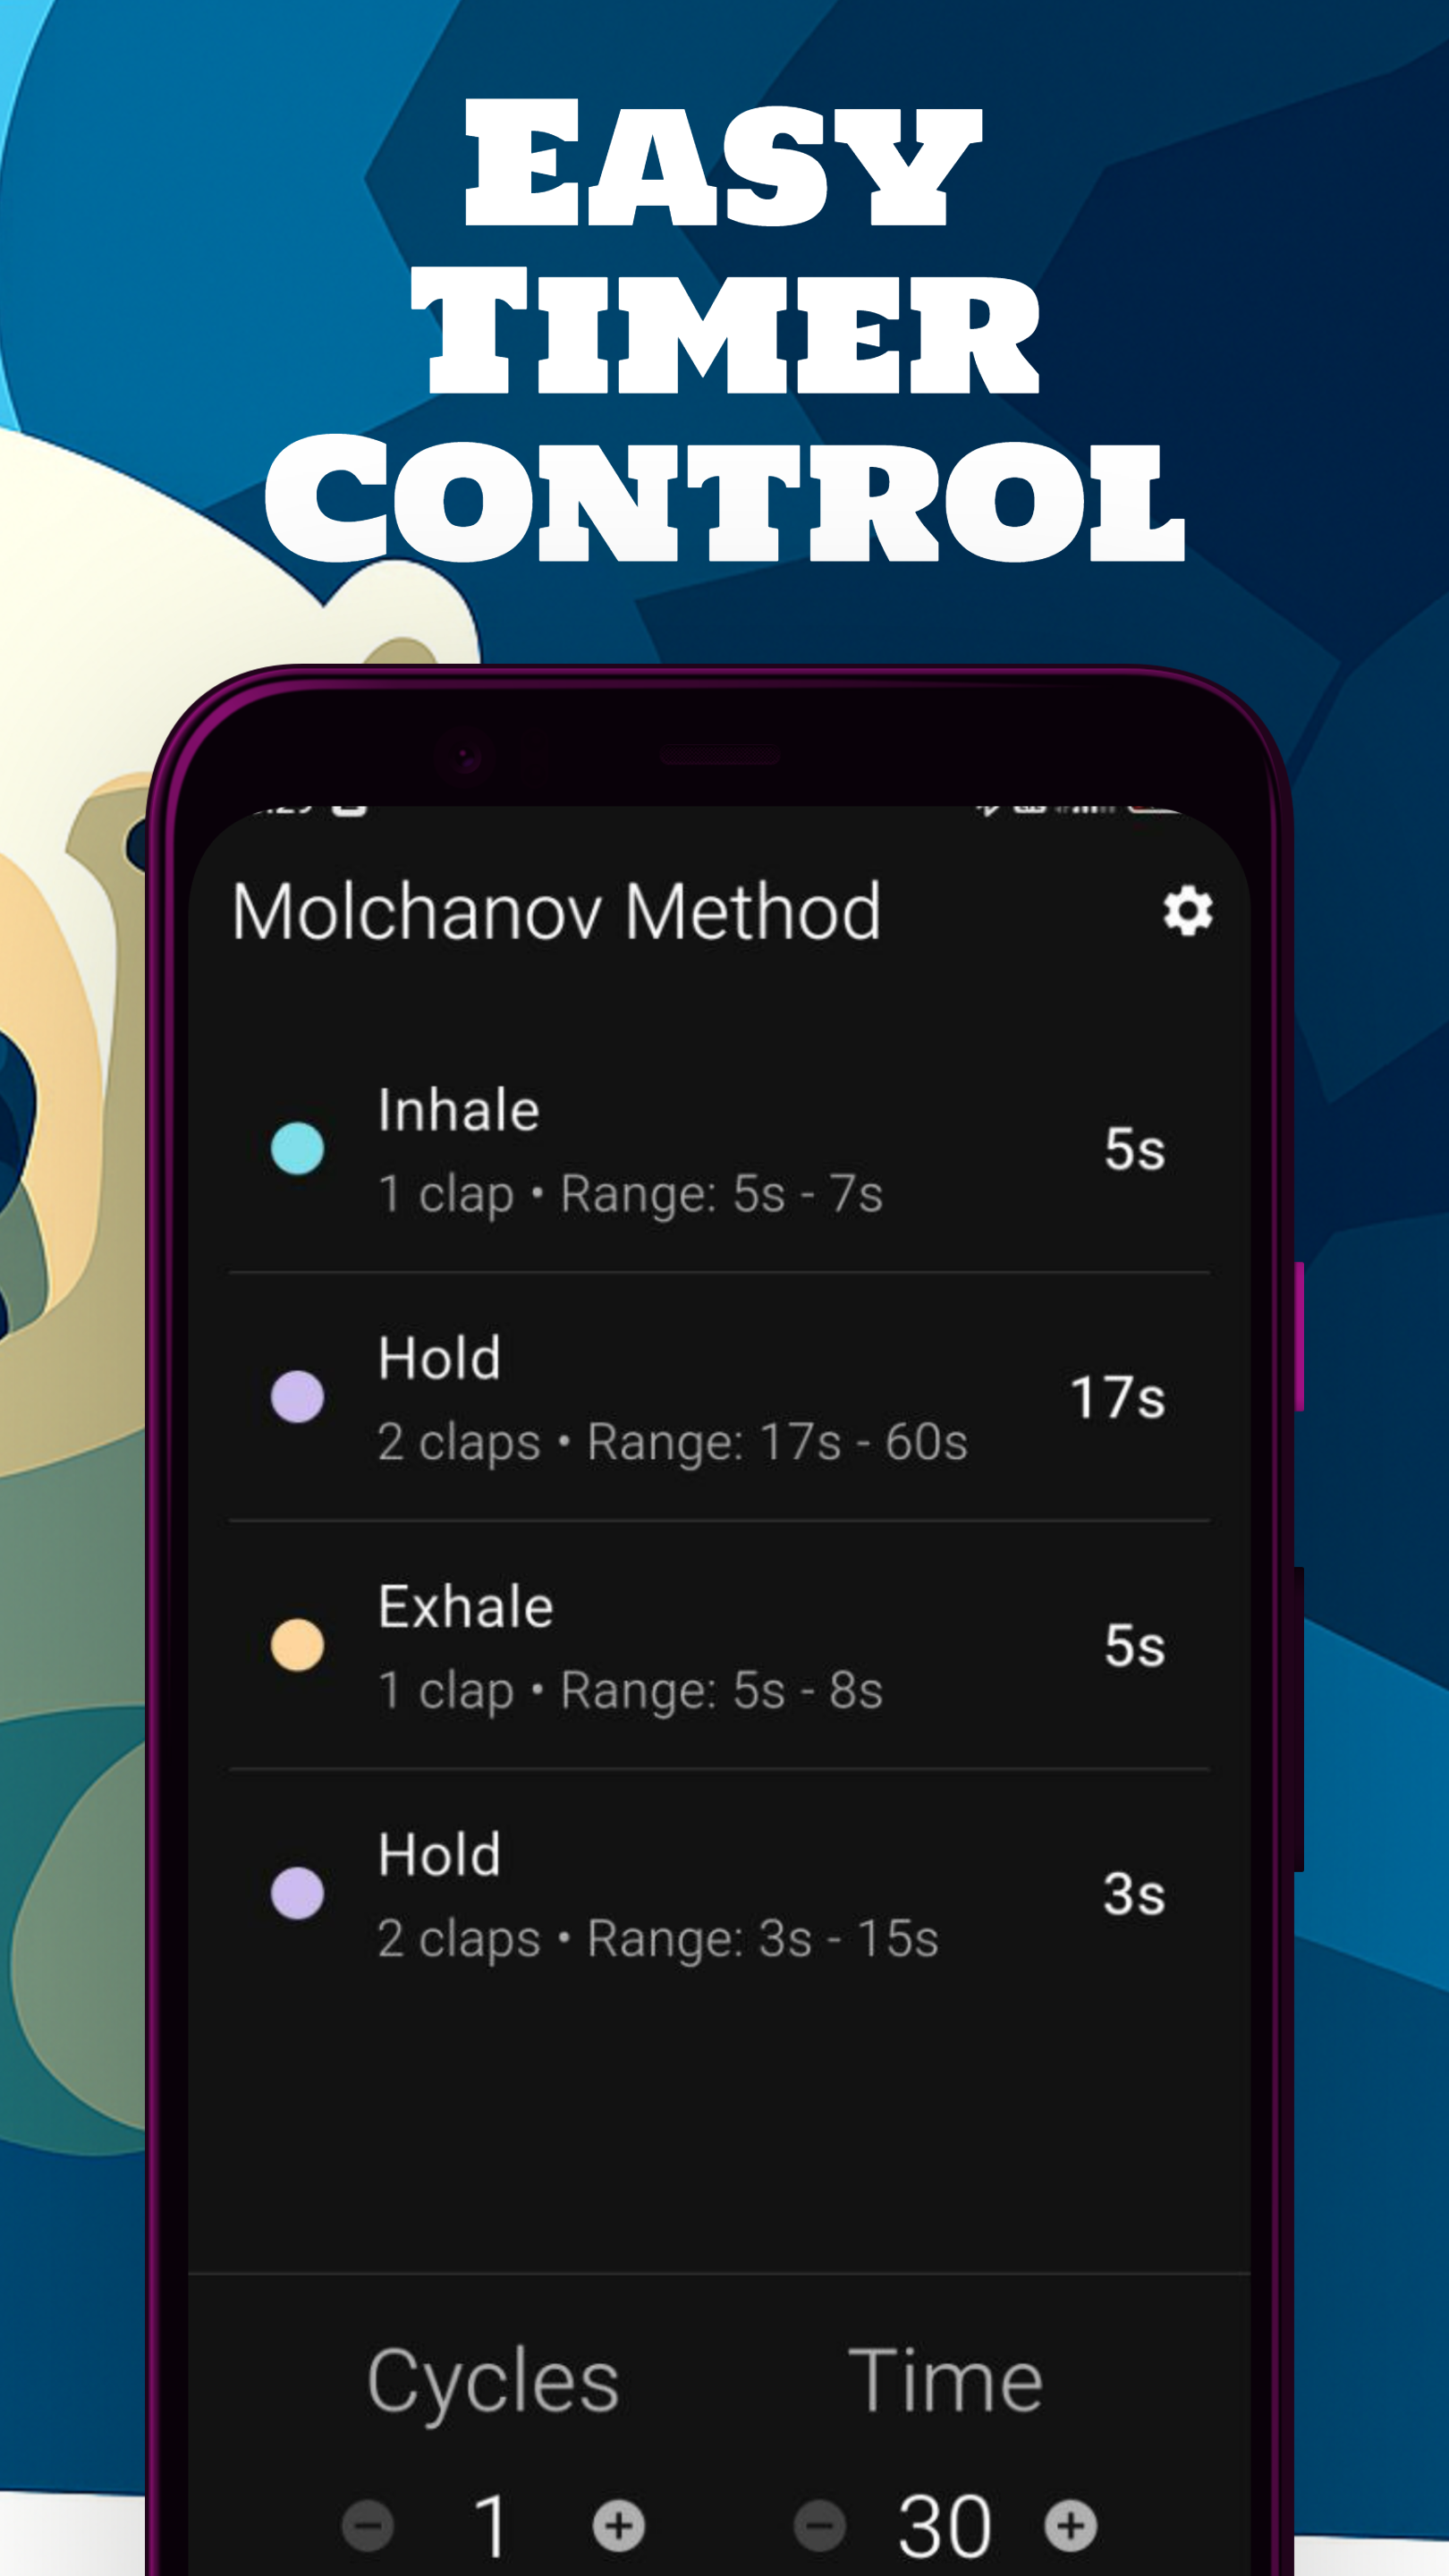 EASY
TIMER
CONTROL
Molchanov Method
Inhale
5s
1 clap • Range: 5s - 7s
Hold
17s
2 claps • Range: 17s - 60s
Exhale
5s
1 clap • Range: 5s - 8s
Hold
3s
2 claps • Range: 3s - 15s
Cycles Time
1 30